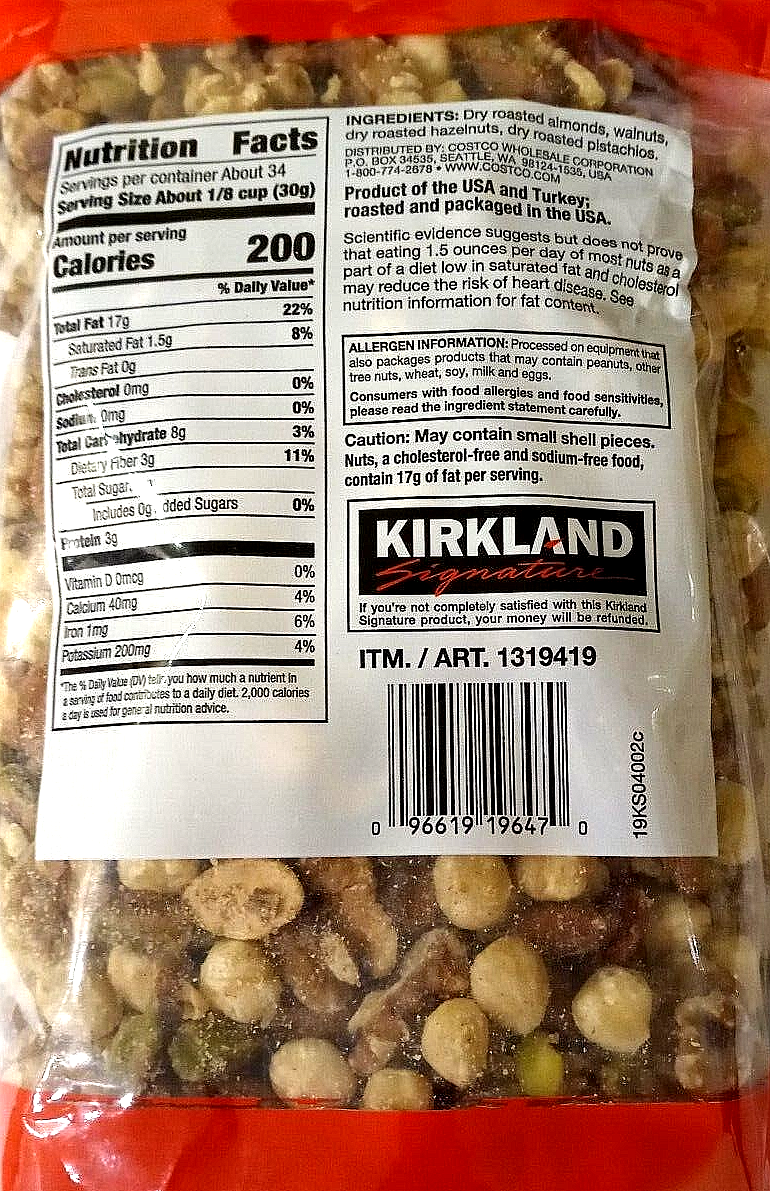 Nutrition Facts
Servings per container About 34
Serving Size About 1/8 cup (30g)
Amount per serving
Calories 200
% Daily Value*
Total Fat 17g 22%
Saturated Fat 1.5g 8%
Trans Fat 0g
Cholesterol 0mg 0%
Sodium 0mg 0%
Total Carbohydrate 8g 3%
Dietary Fiber 3g 11%
Total Sugar
Includes 0g Added Sugars 0%
Protein 3g
Vitamin D 0mcg 0%
Calcium 40mg 4%
Iron 1mg 6%
Potassium 200mg 4%
*The % Daily Value (DV) tells you how much a nutrient in
a serving of food contributes to a daily diet. 2,000 calories
a day is used for general nutrition advice.
INGREDIENTS: Dry roasted almonds, walnuts,
dry roasted hazelnuts, dry roasted pistachios.
DISTRIBUTED BY: COSTCO WHOLESALE CORPORATION
P.O. BOX 34535, SEATTLE, WA 98124-1535, USA
1-800-774-2678 • WWW.COSTCO.COM
Product of the USA and Turkey;
roasted and packaged in the USA.
Scientific evidence suggests but does not prove
that eating 1.5 ounces per day of most nuts as a
part of a diet low in saturated fat and cholesterol
may reduce the risk of heart disease. See
nutrition information for fat content.
ALLERGEN INFORMATION: Processed on equipment that
also packages products that may contain peanuts, other
tree nuts, wheat, soy, milk and eggs.
Consumers with food allergies and food sensitivities,
please read the ingredient statement carefully.
Caution: May contain small shell pieces.
Nuts, a cholesterol-free and sodium-free food,
contain 17g of fat per serving.
KIRKLAND
Signature
If you're not completely satisfied with this Kirkland
Signature product, your money will be refunded.
ITM. / ART. 1319419
0 96619 19647 0
19KS04002c